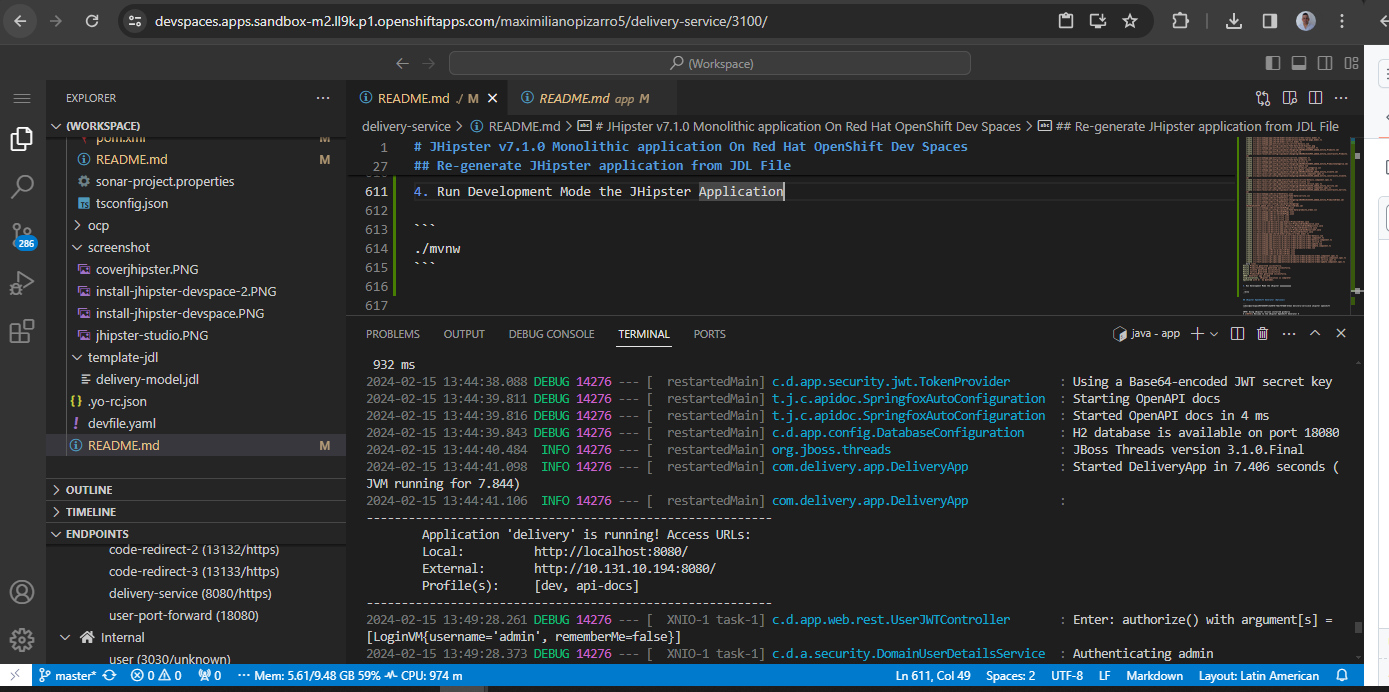 devspaces.apps.sandbox-m2.ll9k.p1.openshiftapps.com/maximilianopizarro5/delivery-service/3100/
(Workspace)
EXPLORER
(WORKSPACE)
pom.xml M
README.md M
sonar-project.properties
tsconfig.json
ocp
screenshot
coverjhipster.PNG
install-jhipster-devspace-2.PNG
install-jhipster-devspace.PNG
jhipster-studio.PNG
template-jdl
delivery-model.jdl
.yo-rc.json
devfile.yaml
README.md M
OUTLINE
TIMELINE
ENDPOINTS
code-redirect-2 (13132/https)
code-redirect-3 (13133/https)
delivery-service (8080/https)
user-port-forward (18080)
Internal
user (3030/unknown)
286
README.md ./ M
README.md app M
delivery-service > README.md > # JHipster v7.1.0 Monolithic application On Red Hat OpenShift Dev Spaces > ## Re-generate JHipster application from JDL File
1 # JHipster v7.1.0 Monolithic application On Red Hat OpenShift Dev Spaces
27 ## Re-generate JHipster application from JDL File
611 4. Run Development Mode the JHipster Application
612
613 ```
614 ./mvnw
615 ```
616
617
PROBLEMS OUTPUT DEBUG CONSOLE TERMINAL PORTS
java - app
932 ms
2024-02-15 13:44:38.088 DEBUG 14276 --- [  restartedMain] c.d.app.security.jwt.TokenProvider : Using a Base64-encoded JWT secret key
2024-02-15 13:44:39.811 DEBUG 14276 --- [  restartedMain] t.j.c.apidoc.SpringfoxAutoConfiguration : Starting OpenAPI docs
2024-02-15 13:44:39.816 DEBUG 14276 --- [  restartedMain] t.j.c.apidoc.SpringfoxAutoConfiguration : Started OpenAPI docs in 4 ms
2024-02-15 13:44:39.843 DEBUG 14276 --- [  restartedMain] c.d.app.config.DatabaseConfiguration : H2 database is available on port 18080
2024-02-15 13:44:40.484  INFO 14276 --- [  restartedMain] org.jboss.threads : JBoss Threads version 3.1.0.Final
2024-02-15 13:44:41.098  INFO 14276 --- [  restartedMain] com.delivery.app.DeliveryApp : Started DeliveryApp in 7.406 seconds (
JVM running for 7.844)
2024-02-15 13:44:41.106  INFO 14276 --- [  restartedMain] com.delivery.app.DeliveryApp :
----------------------------------------------------------
Application 'delivery' is running! Access URLs:
Local: http://localhost:8080/
External: http://10.131.10.194:8080/
Profile(s): [dev, api-docs]
----------------------------------------------------------
2024-02-15 13:49:28.261 DEBUG 14276 --- [  XNIO-1 task-1] c.d.app.web.rest.UserJWTController : Enter: authorize() with argument[s] =
[LoginVM{username='admin', rememberMe=false}]
2024-02-15 13:49:28.373 DEBUG 14276 --- [  XNIO-1 task-1] c.d.a.security.DomainUserDetailsService : Authenticating admin
master* 0 0 0 Mem: 5.61/9.48 GB 59% CPU: 974 m Ln 611, Col 49 Spaces: 2 UTF-8 LF Markdown Layout: Latin American